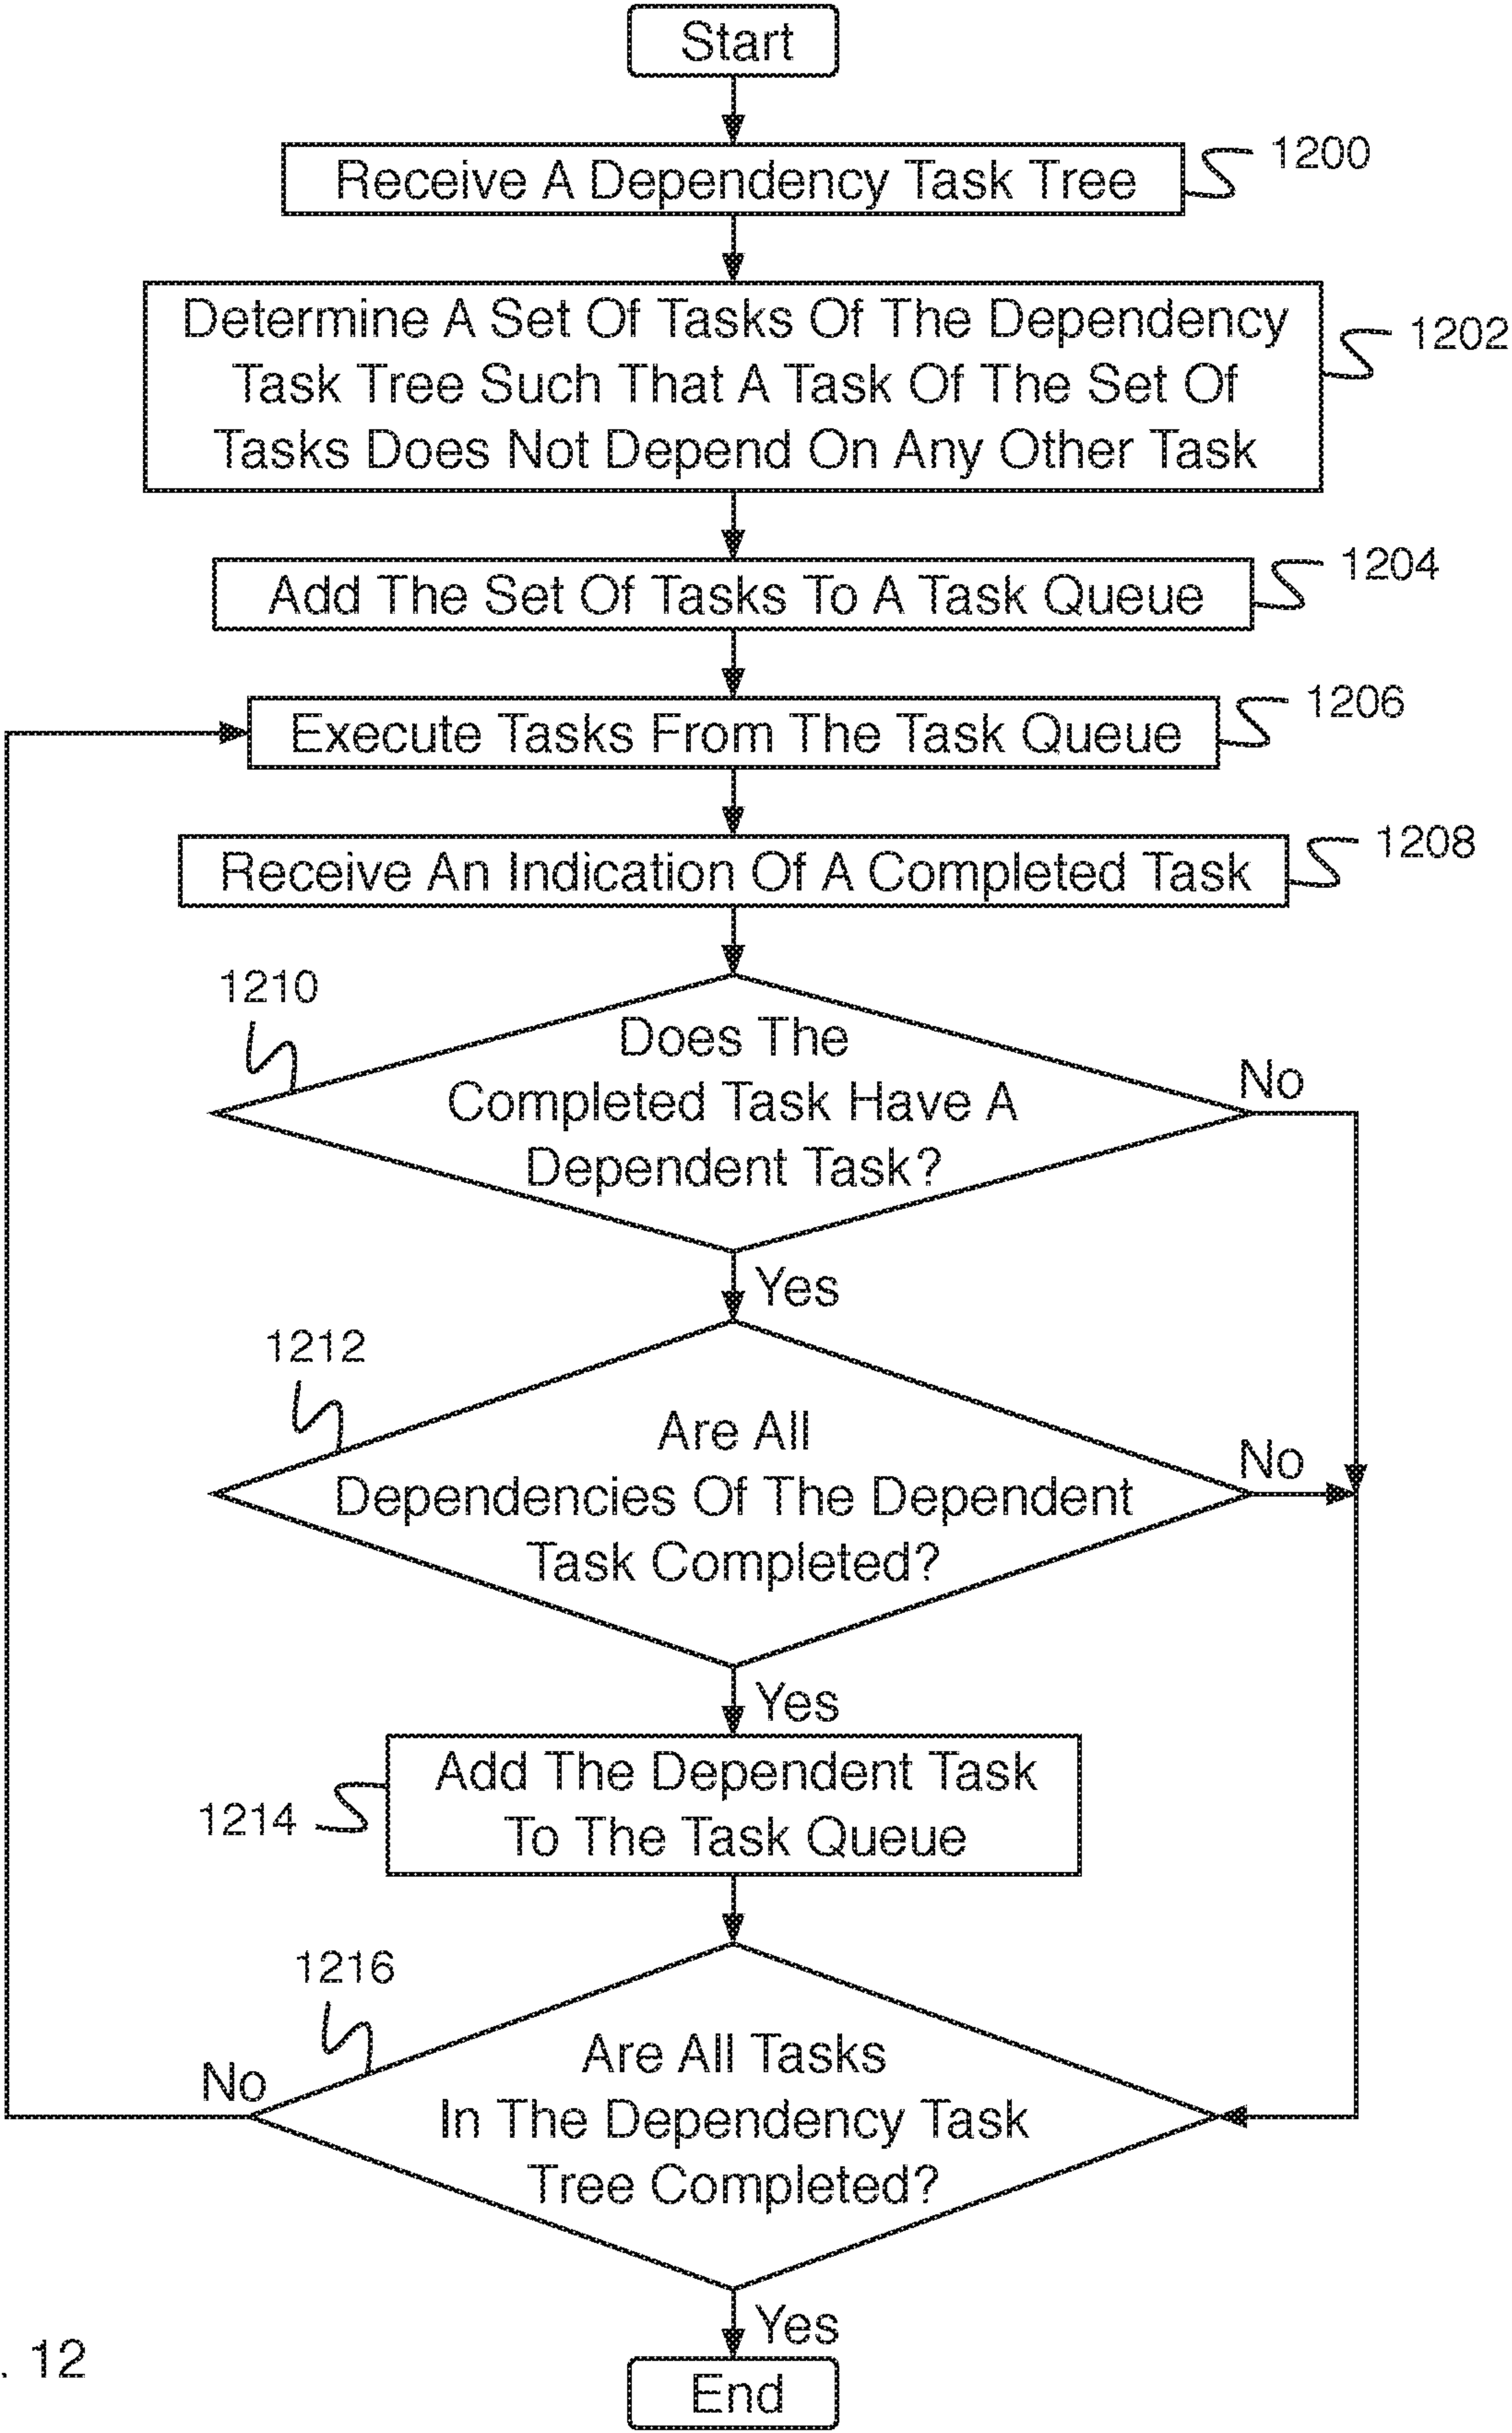 Start
Receive A Dependency Task Tree
1200
Determine A Set Of Tasks Of The Dependency
Task Tree Such That A Task Of The Set Of
Tasks Does Not Depend On Any Other Task
1202
Add The Set Of Tasks To A Task Queue
1204
Execute Tasks From The Task Queue
1206
Receive An Indication Of A Completed Task
1208
1210
Does The
Completed Task Have A
Dependent Task?
No
Yes
1212
Are All
Dependencies Of The Dependent
Task Completed?
No
Yes
Add The Dependent Task
To The Task Queue
1214
1216
Are All Tasks
In The Dependency Task
Tree Completed?
No
Yes
End
. 12